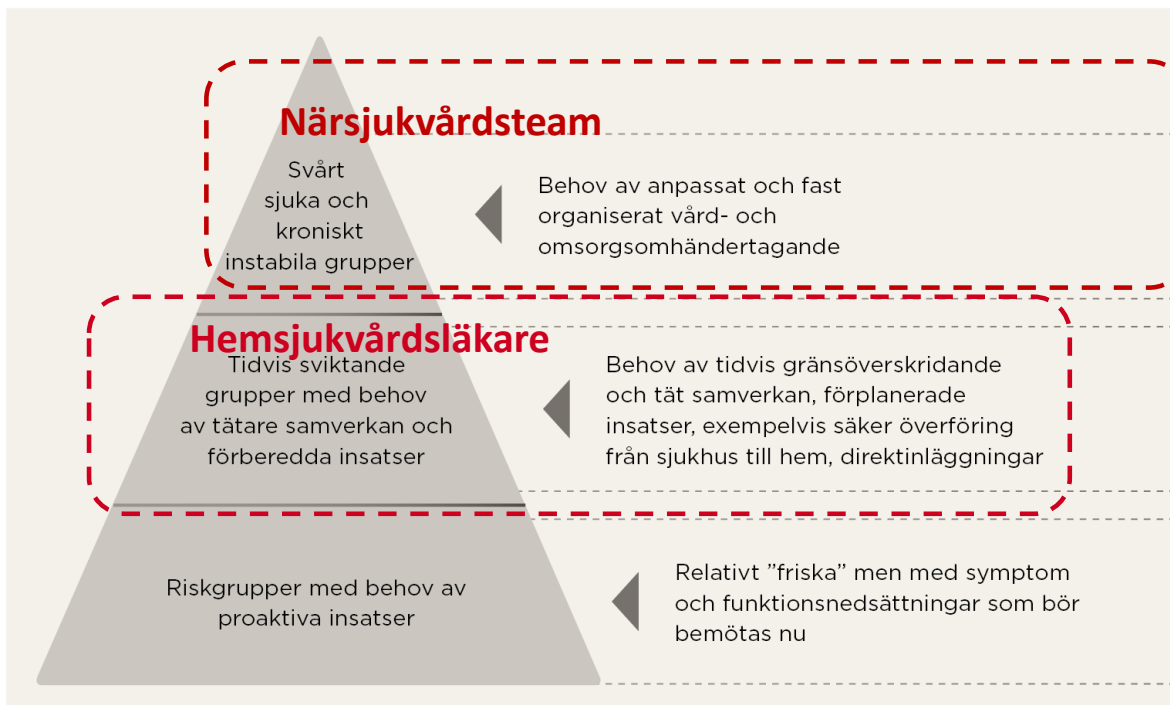 Närsjukvårdsteam
Svårt
sjuka och
kroniskt
instabila grupper
Behov av anpassat och fast
organiserat vård- och
omsorgsomhändertagande
Hemsjukvårdsläkare
Tidvis sviktande
grupper med behov
av tätare samverkan och
förberedda insatser
Behov av tidvis gränsöverskridande
och tät samverkan, förplanerade
insatser, exempelvis säker överföring
från sjukhus till hem, direktinläggningar
Riskgrupper med behov av
proaktiva insatser
Relativt ”friska” men med symptom
och funktionsnedsättningar som bör
bemötas nu